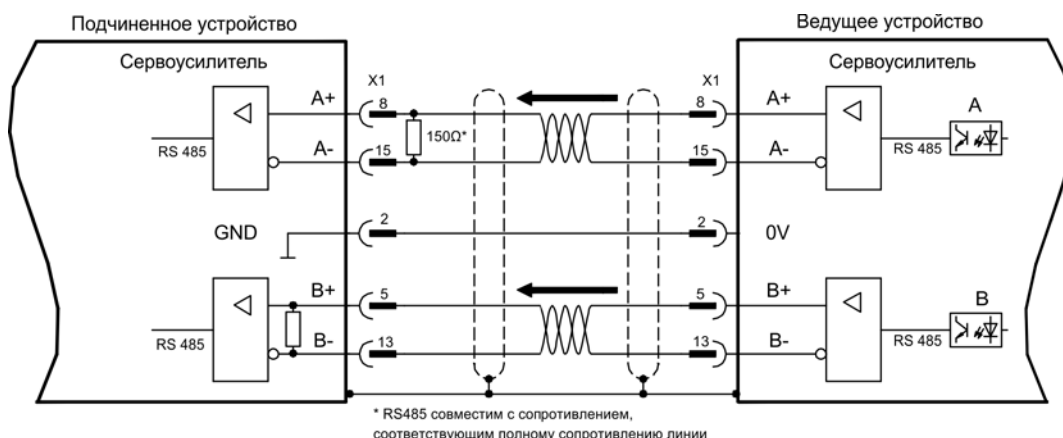 Подчиненное устройство
Ведущее устройство
Сервоусилитель
X1
X1
Сервоусилитель
A+
8
8
A+
A
150Ω*
RS 485
RS 485
A-
15
15
A-
GND
2
2
0V
B+
5
5
B+
B
RS 485
RS 485
B-
13
13
B-
* RS485 совместим с сопротивлением,
соответствующим полному сопротивлению линии